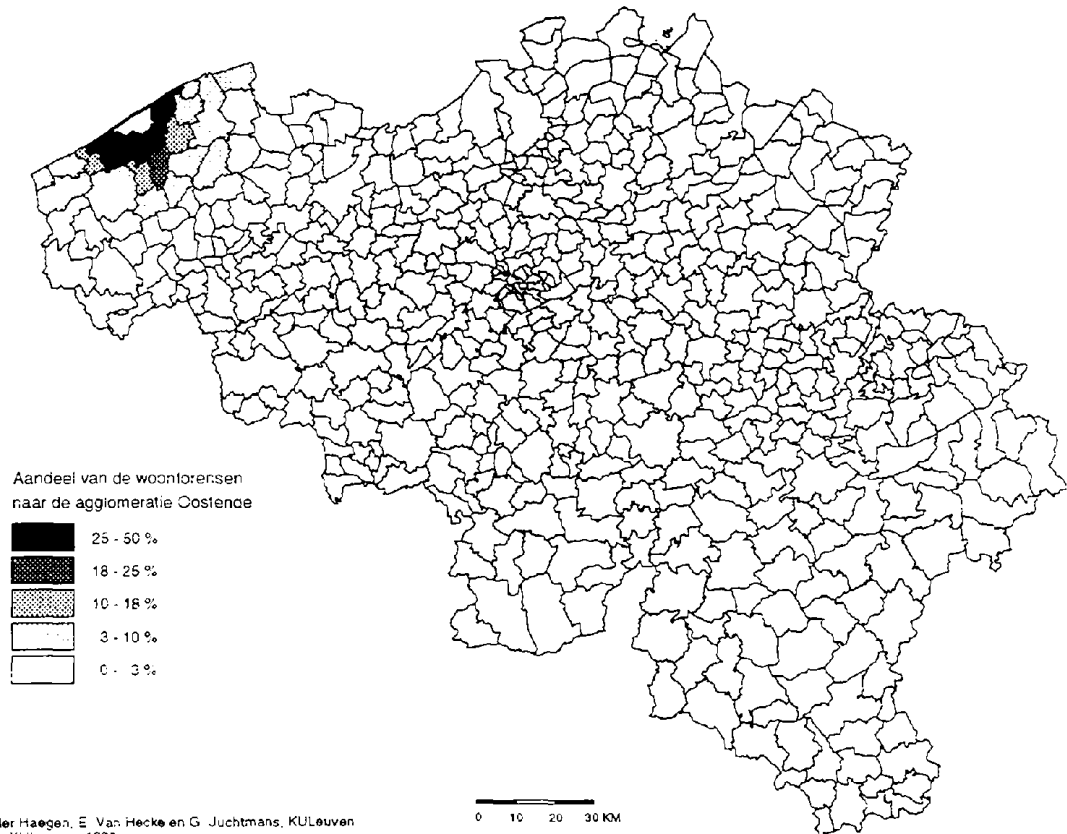 Aandeel van de woonforensen
naar de agglomeratie Oostende
25 - 50 %
18 - 25 %
10 - 18 %
3 - 10 %
0 - 3 %
0 10 20 30 KM
der Haegen, E. Van Hecke en G. Juchtmans, KULeuven